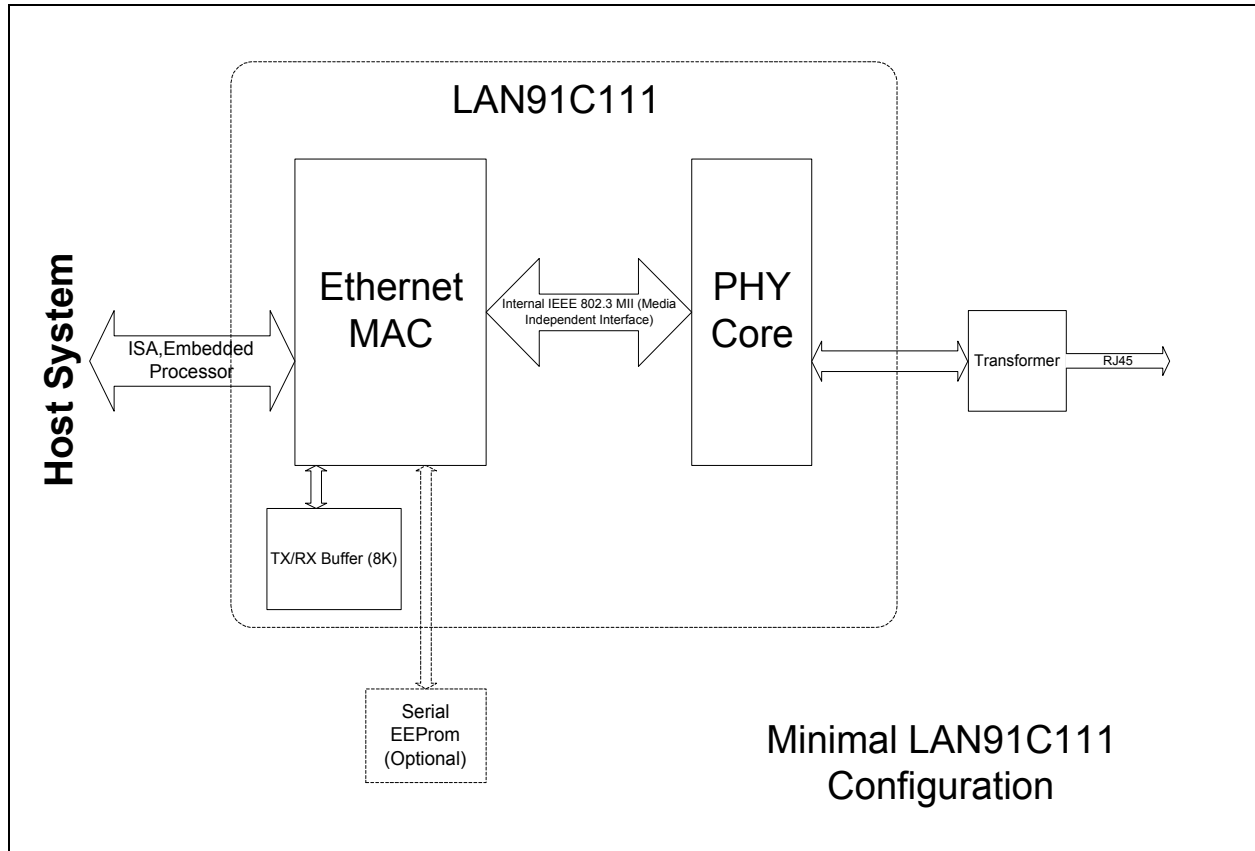 LAN91C111
Host System
ISA,Embedded
Processor
Ethernet
MAC
Internal IEEE 802.3 MII (Media
Independent Interface)
PHY
Core
Transformer
RJ45
TX/RX Buffer (8K)
Serial
EEProm
(Optional)
Minimal LAN91C111
Configuration